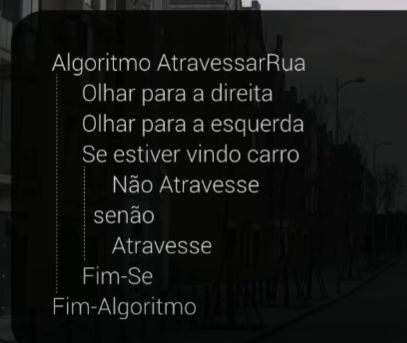 Algoritmo AtravessarRua
Olhar para a direita
Olhar para a esquerda
Se estiver vindo carro
Não Atravesse
senão
Atravesse
Fim-Se
Fim-Algoritmo